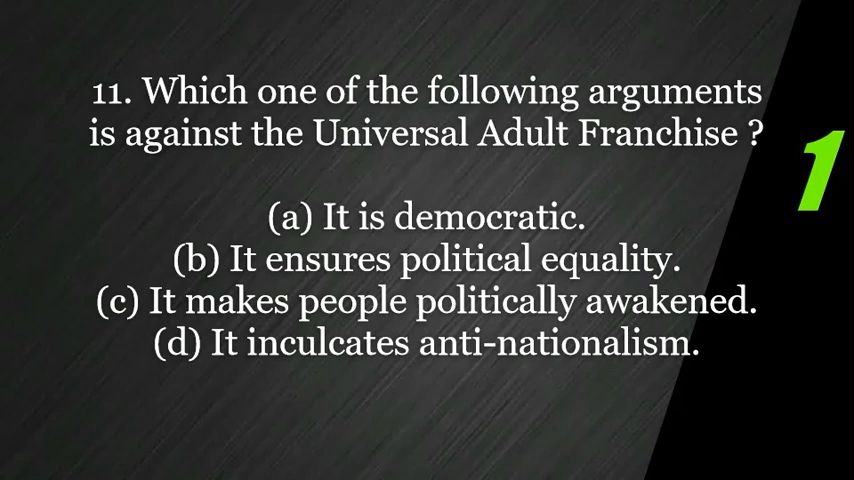 11. Which one of the following arguments
is against the Universal Adult Franchise ?
1
(a) It is democratic.
(b) It ensures political equality.
(c) It makes people politically awakened.
(d) It inculcates anti-nationalism.